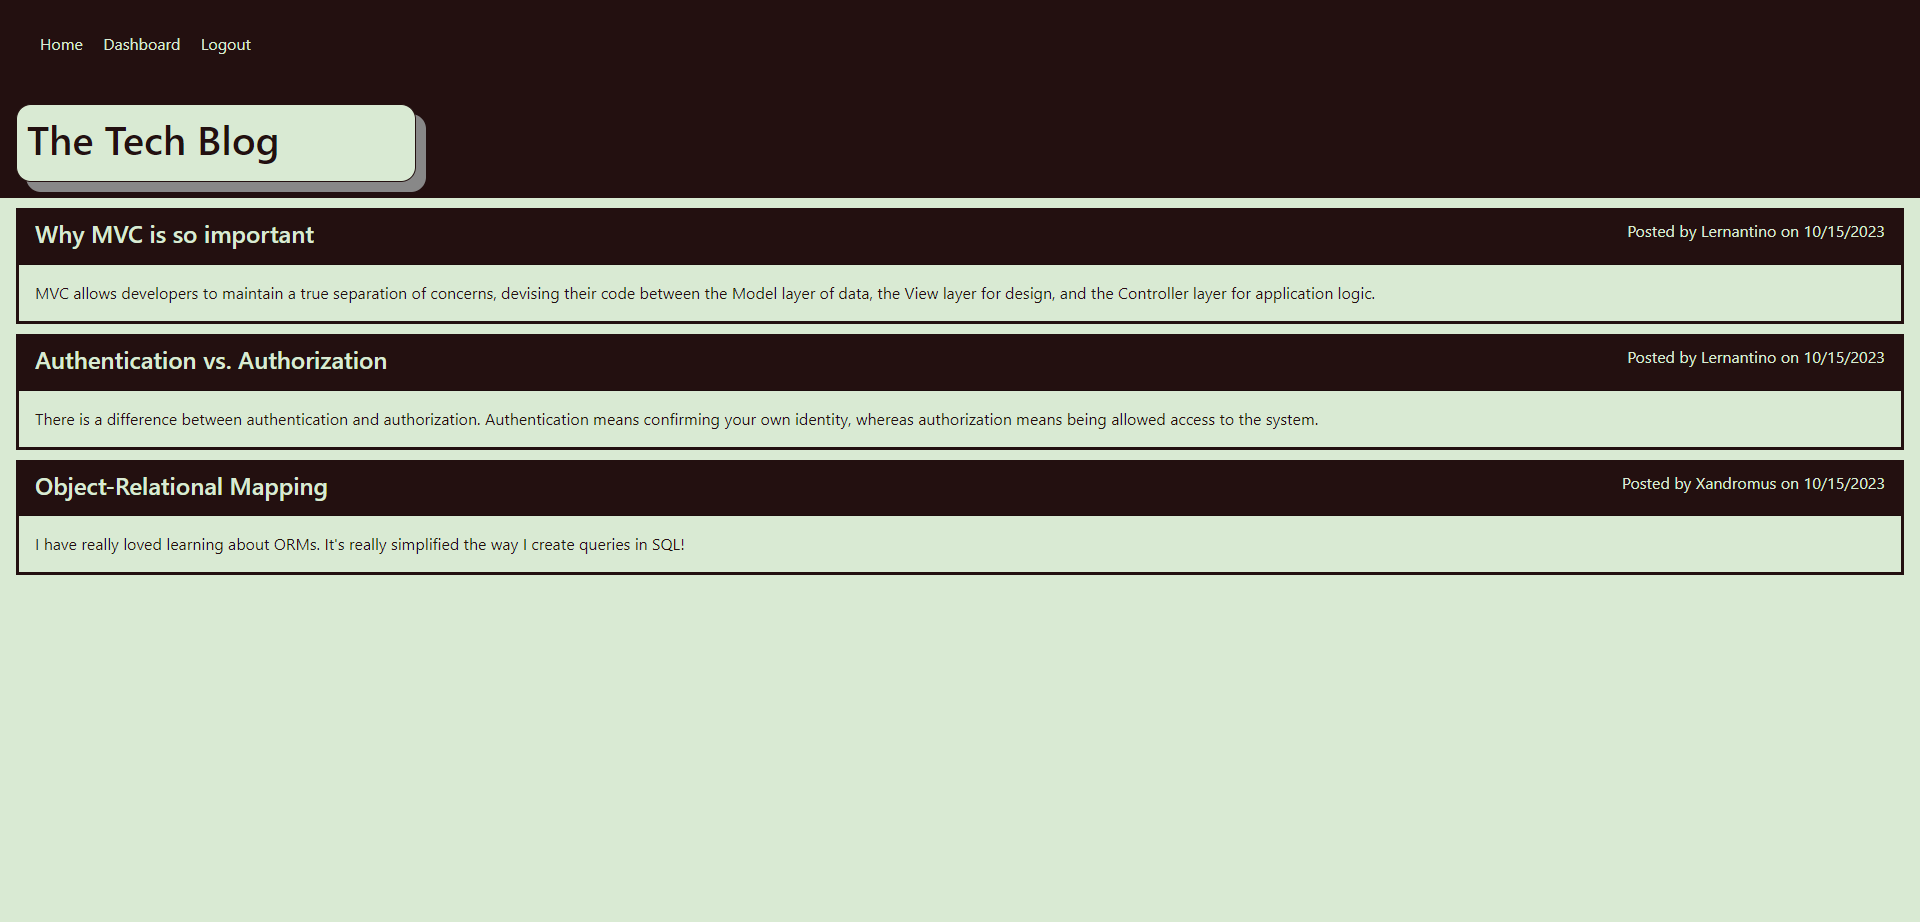 Home Dashboard Logout
The Tech Blog
Why MVC is so important Posted by Lernantino on 10/15/2023
MVC allows developers to maintain a true separation of concerns, devising their code between the Model layer of data, the View layer for design, and the Controller layer for application logic.
Authentication vs. Authorization Posted by Lernantino on 10/15/2023
There is a difference between authentication and authorization. Authentication means confirming your own identity, whereas authorization means being allowed access to the system.
Object-Relational Mapping Posted by Xandromus on 10/15/2023
I have really loved learning about ORMs. It's really simplified the way I create queries in SQL!